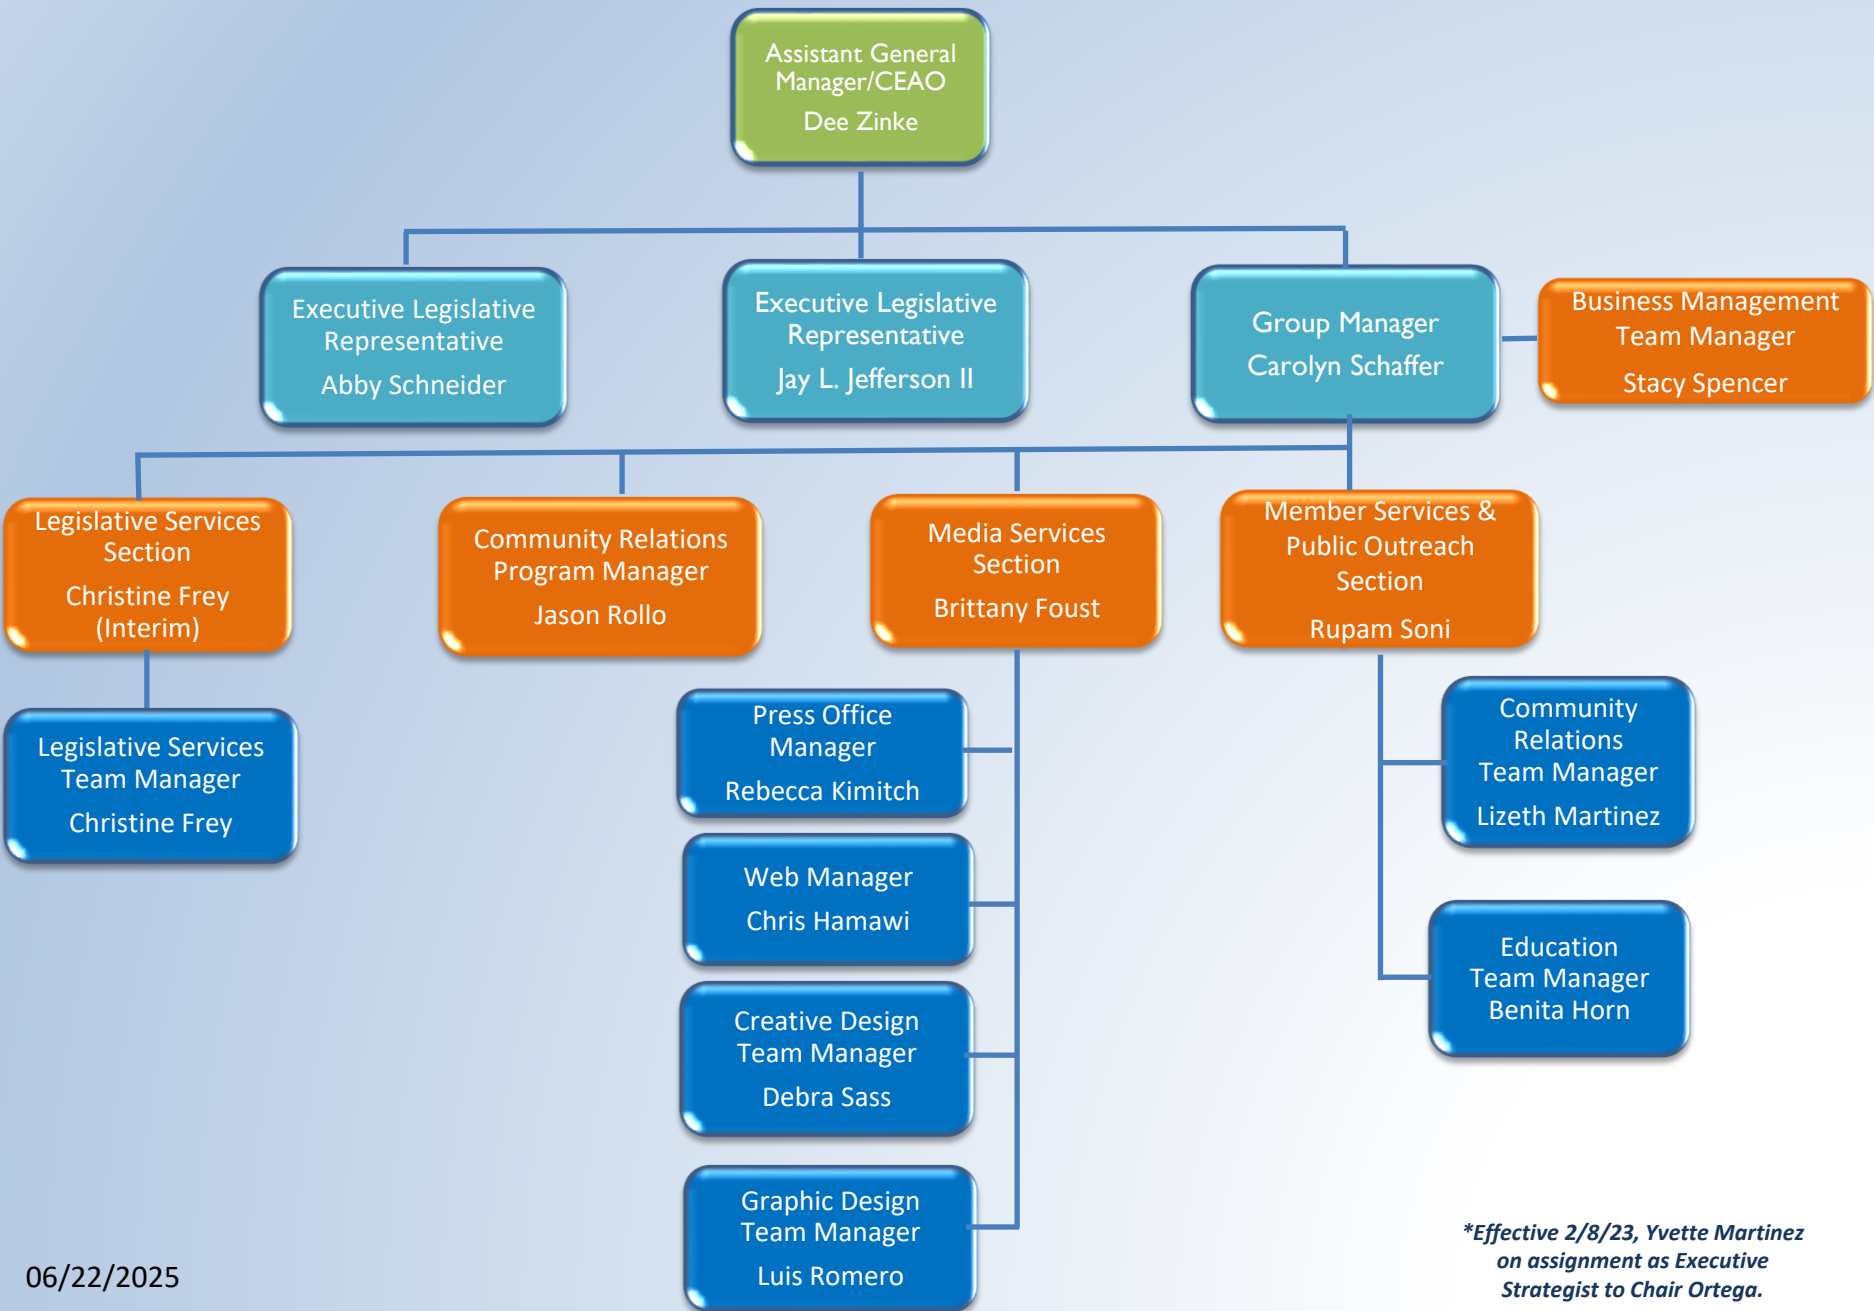 Assistant General
Manager/CEAO
Dee Zinke
Executive Legislative
Representative
Abby Schneider
Executive Legislative
Representative
Jay L. Jefferson II
Group Manager
Carolyn Schaffer
Business Management
Team Manager
Stacy Spencer
Legislative Services
Section
Christine Frey
(Interim)
Community Relations
Program Manager
Jason Rollo
Media Services
Section
Brittany Foust
Member Services &
Public Outreach
Section
Rupam Soni
Legislative Services
Team Manager
Christine Frey
Press Office
Manager
Rebecca Kimitch
Web Manager
Chris Hamawi
Creative Design
Team Manager
Debra Sass
Graphic Design
Team Manager
Luis Romero
Community
Relations
Team Manager
Lizeth Martinez
Education
Team Manager
Benita Horn
06/22/2025
*Effective 2/8/23, Yvette Martinez
on assignment as Executive
Strategist to Chair Ortega.